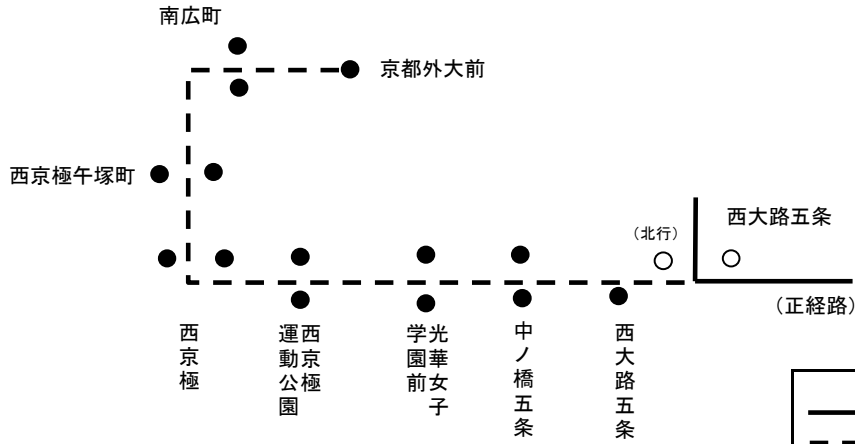 南広町
京都外大前
西京極午塚町
西大路五条
（北行）
（正経路）
西京極
西京極
運動公園
光華女子
学園前
中ノ橋五条
西大路五条